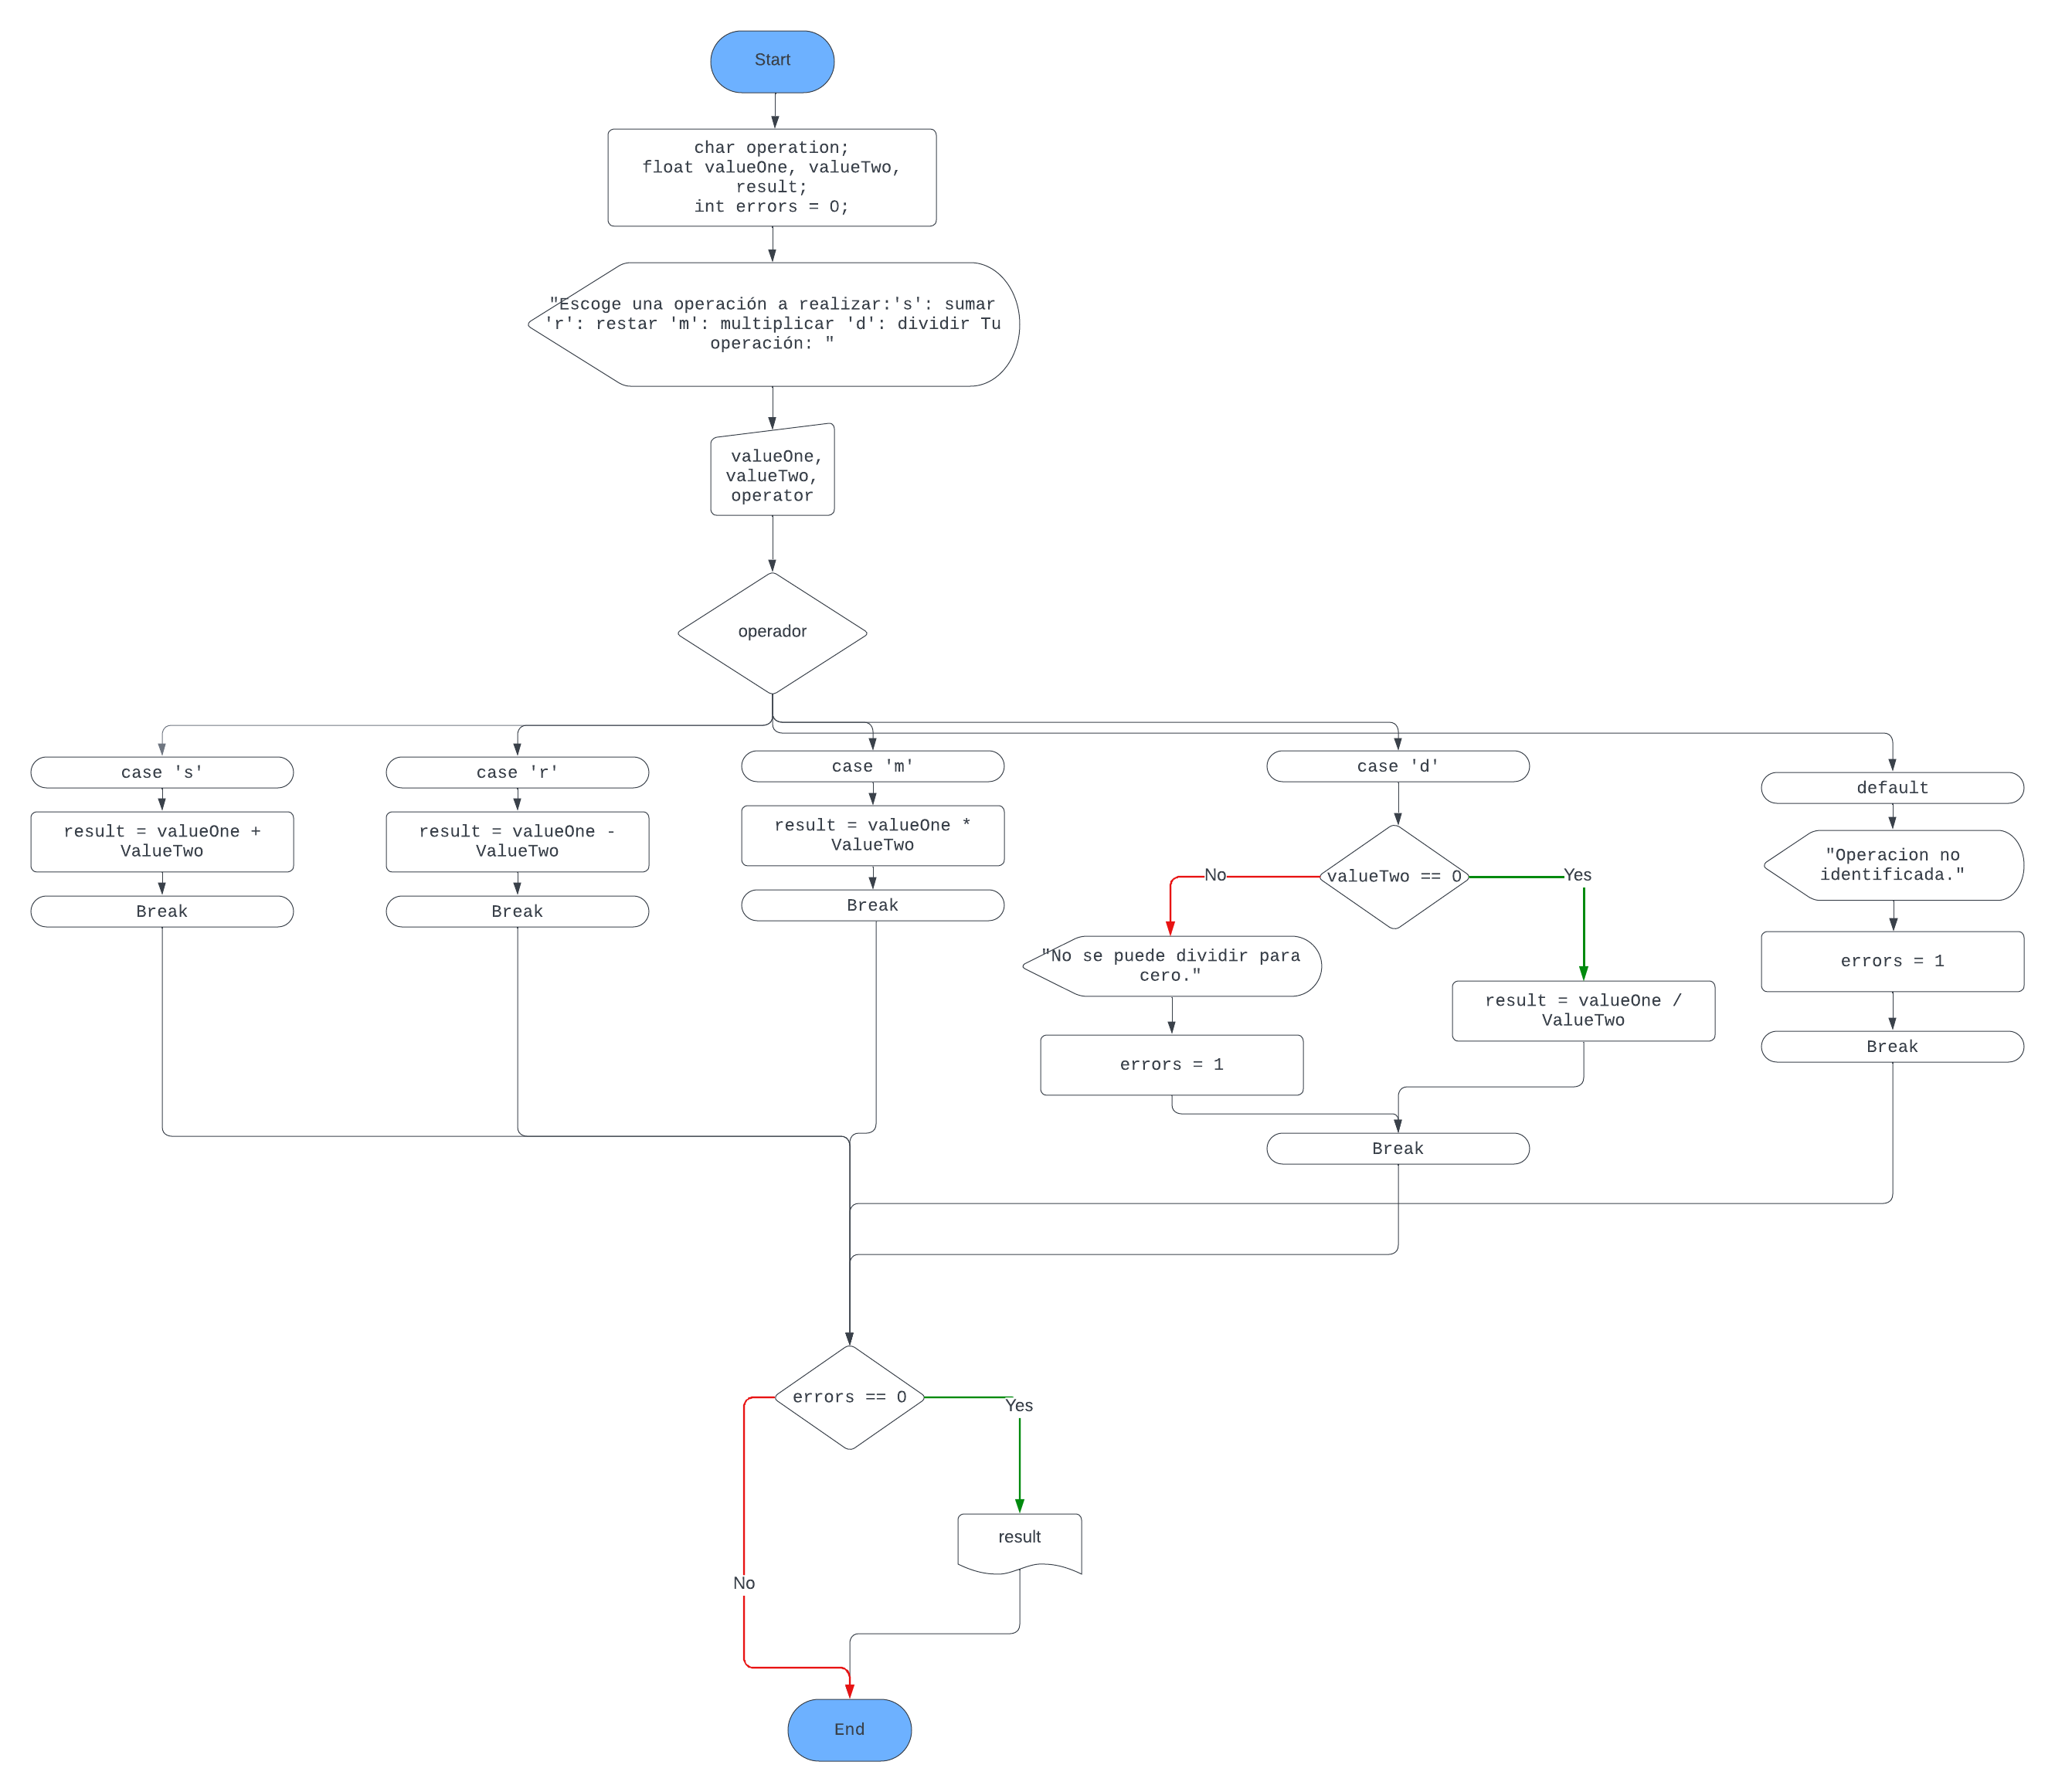 Start
char operation;
float valueOne, valueTwo,
result;
int errors = 0;
"Escoge una operación a realizar:'s': sumar
'r': restar 'm': multiplicar 'd': dividir Tu
operación: "
valueOne,
valueTwo,
operator
operador
case 's'
result = valueOne +
ValueTwo
Break
case 'r'
result = valueOne -
ValueTwo
Break
case 'm'
result = valueOne *
ValueTwo
Break
case 'd'
valueTwo == 0
No
Yes
"No se puede dividir para
cero."
errors = 1
result = valueOne /
ValueTwo
Break
default
"Operacion no
identificada."
errors = 1
Break
errors == 0
Yes
No
result
End